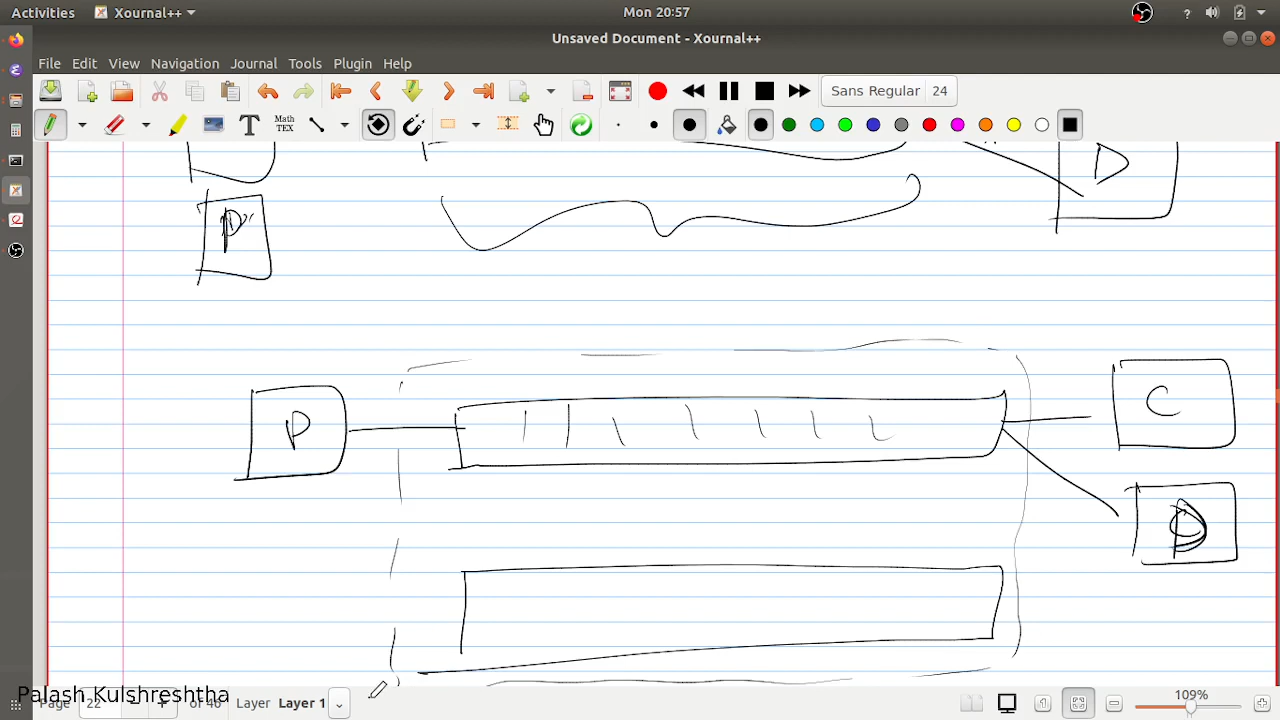 Activities Xournal++ Mon 20:57 ?
Unsaved Document - Xournal++
File Edit View Navigation Journal Tools Plugin Help
Sans Regular 24
T Math TEX
D
P
P C
D
Palash Kulshreshtha
Page 22 - + of 46 Layer Layer 1 109%